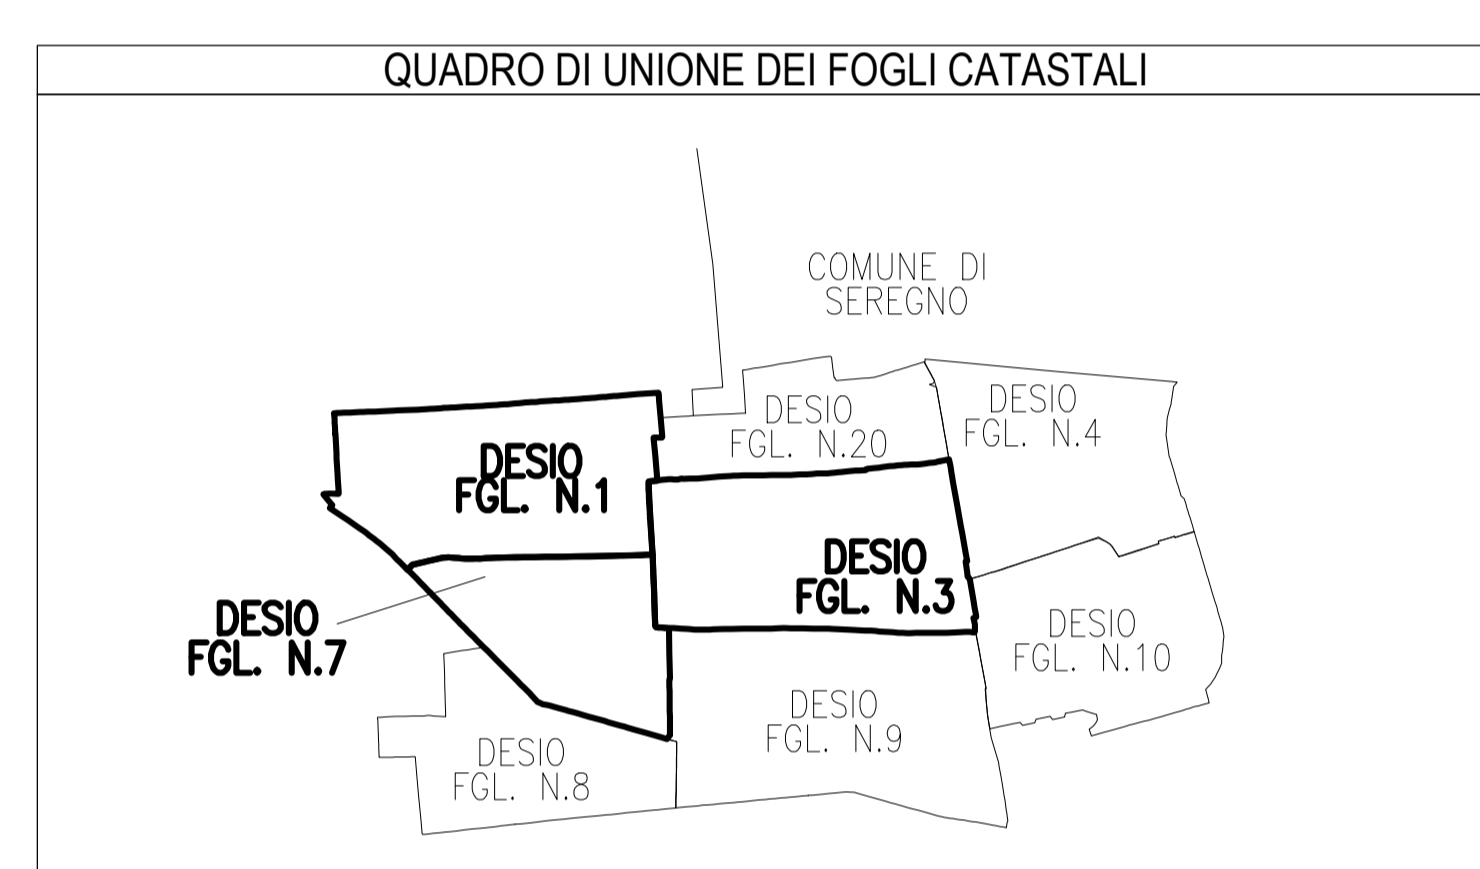 QUADRO DI UNIONE DEI FOGLI CATASTALI
COMUNE DI
SEREGNO
DESIO
FGL. N.20
DESIO
FGL. N.4
DESIO
FGL. N.1
DESIO
FGL. N.3
DESIO
FGL. N.7
DESIO
FGL. N.10
DESIO
FGL. N.9
DESIO
FGL. N.8